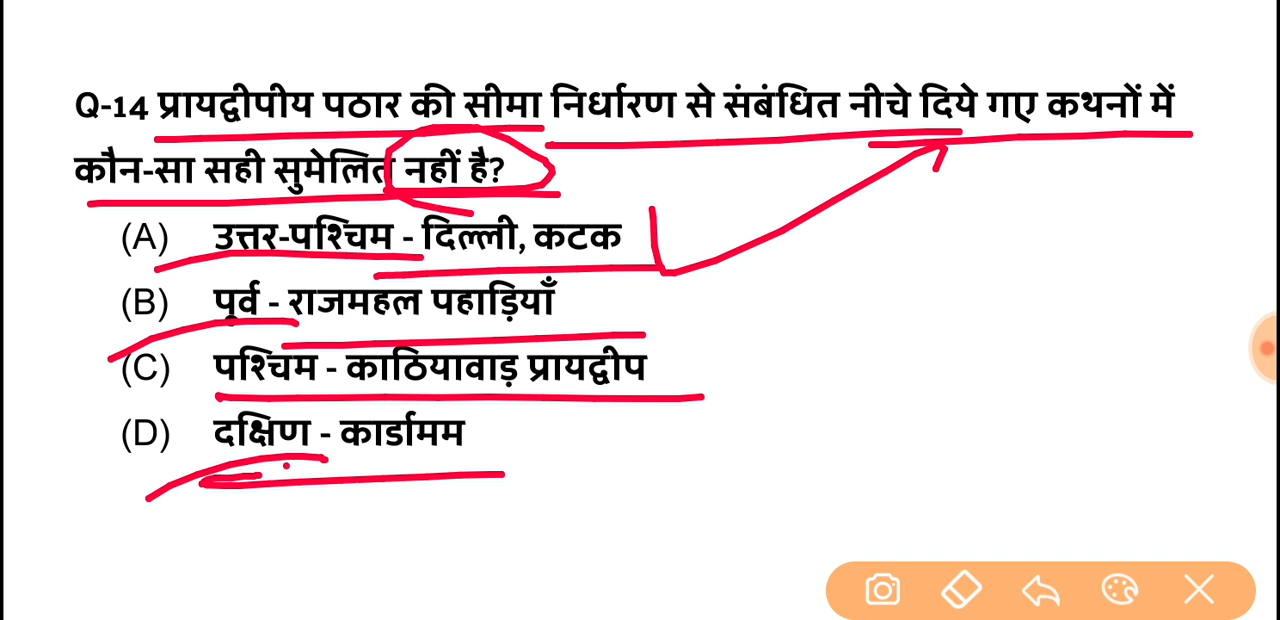 Q-14 प्रायद्वीपीय पठार की सीमा निर्धारण से संबंधित नीचे दिये गए कथनों में
कौन-सा सही सुमेलित नहीं है?
(A) उत्तर-पश्चिम - दिल्ली, कटक
(B) पूर्व - राजमहल पहाड़ियाँ
(C) पश्चिम - काठियावाड़ प्रायद्वीप
(D) दक्षिण - कार्डामम